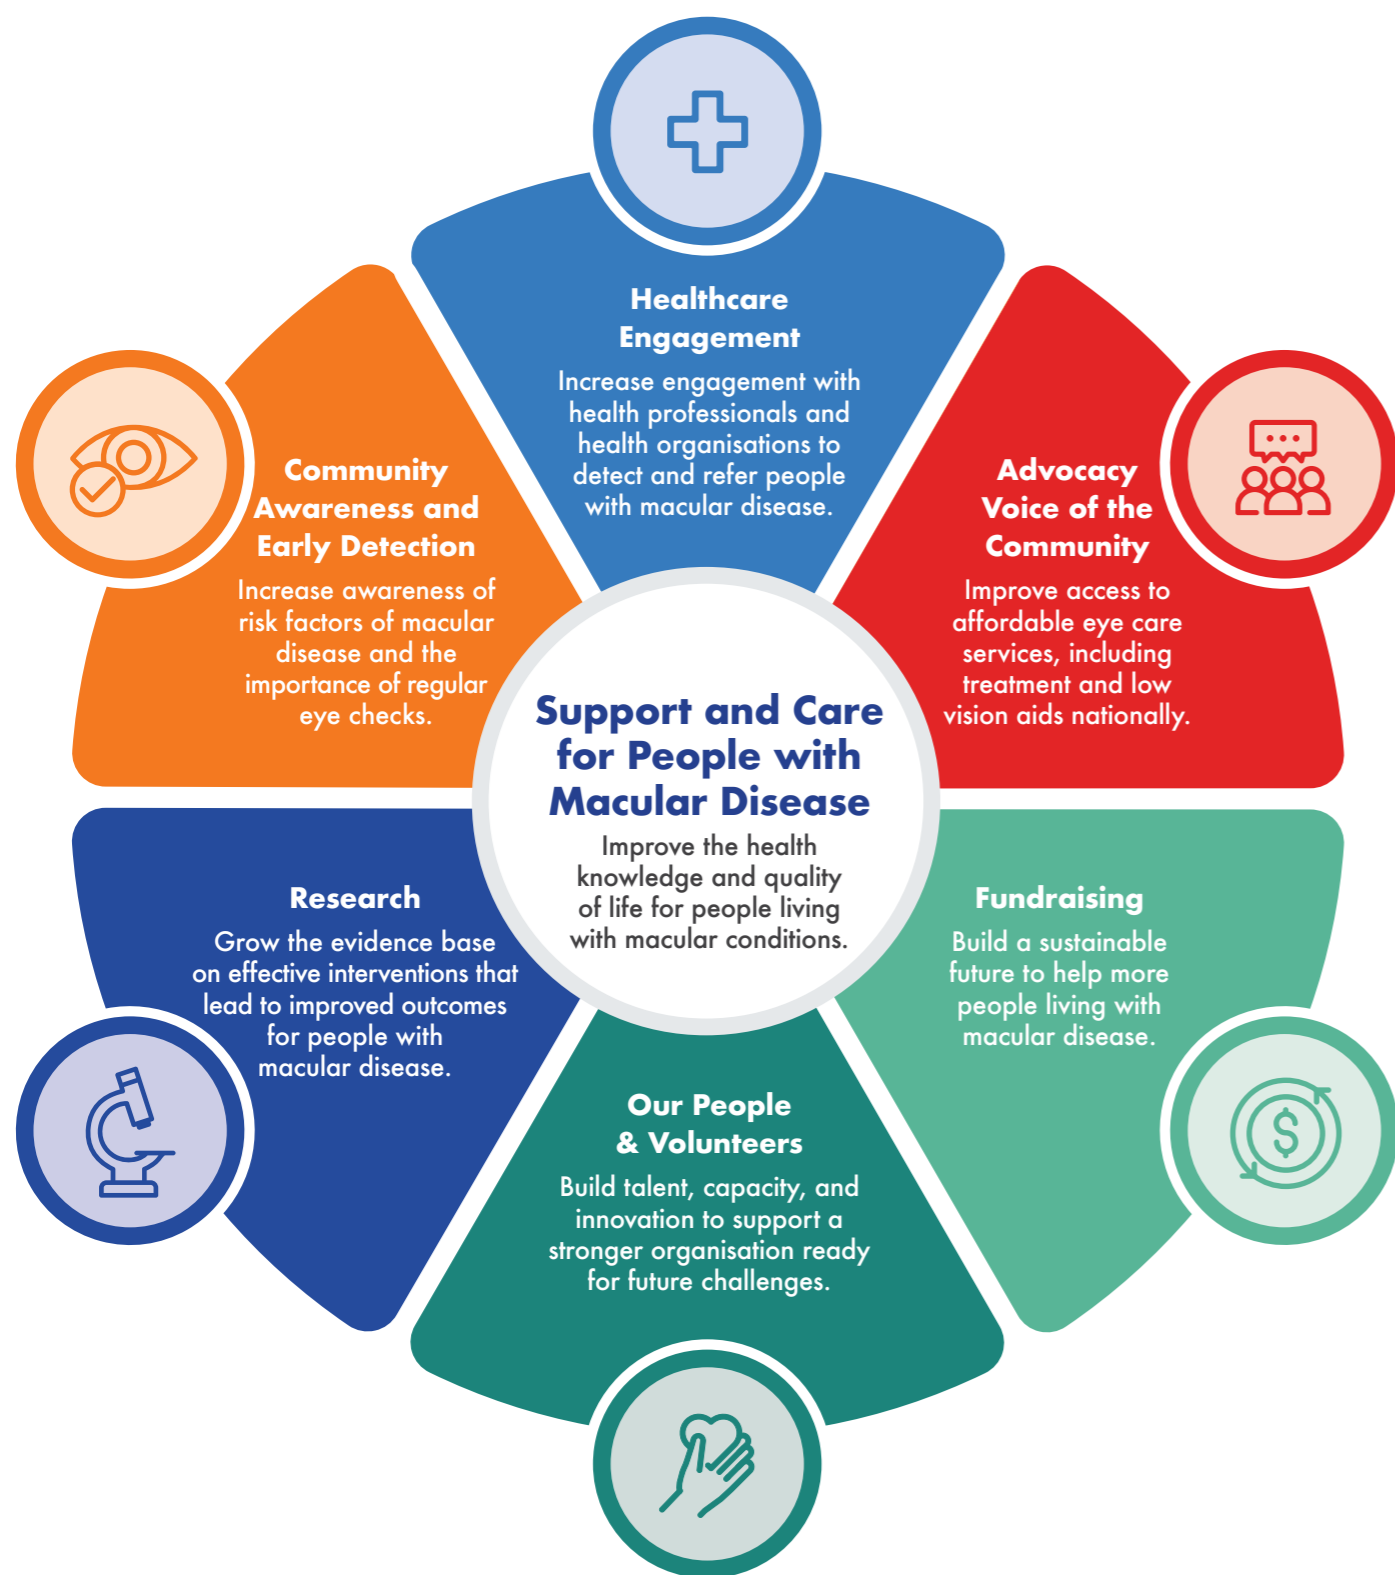 Healthcare
Engagement
Increase engagement with
health professionals and
health organisations to
detect and refer people
with macular disease.
Advocacy
Voice of the
Community
Improve access to
affordable eye care
services, including
treatment and low
vision aids nationally.
Fundraising
Build a sustainable
future to help more
people living with
macular disease.
Our People
& Volunteers
Build talent, capacity, and
innovation to support a
stronger organisation ready
for future challenges.
Research
Grow the evidence base
on effective interventions that
lead to improved outcomes
for people with
macular disease.
Community
Awareness and
Early Detection
Increase awareness of
risk factors of macular
disease and the
importance of regular
eye checks.
Support and Care
for People with
Macular Disease
Improve the health
knowledge and quality
of life for people living
with macular conditions.
$